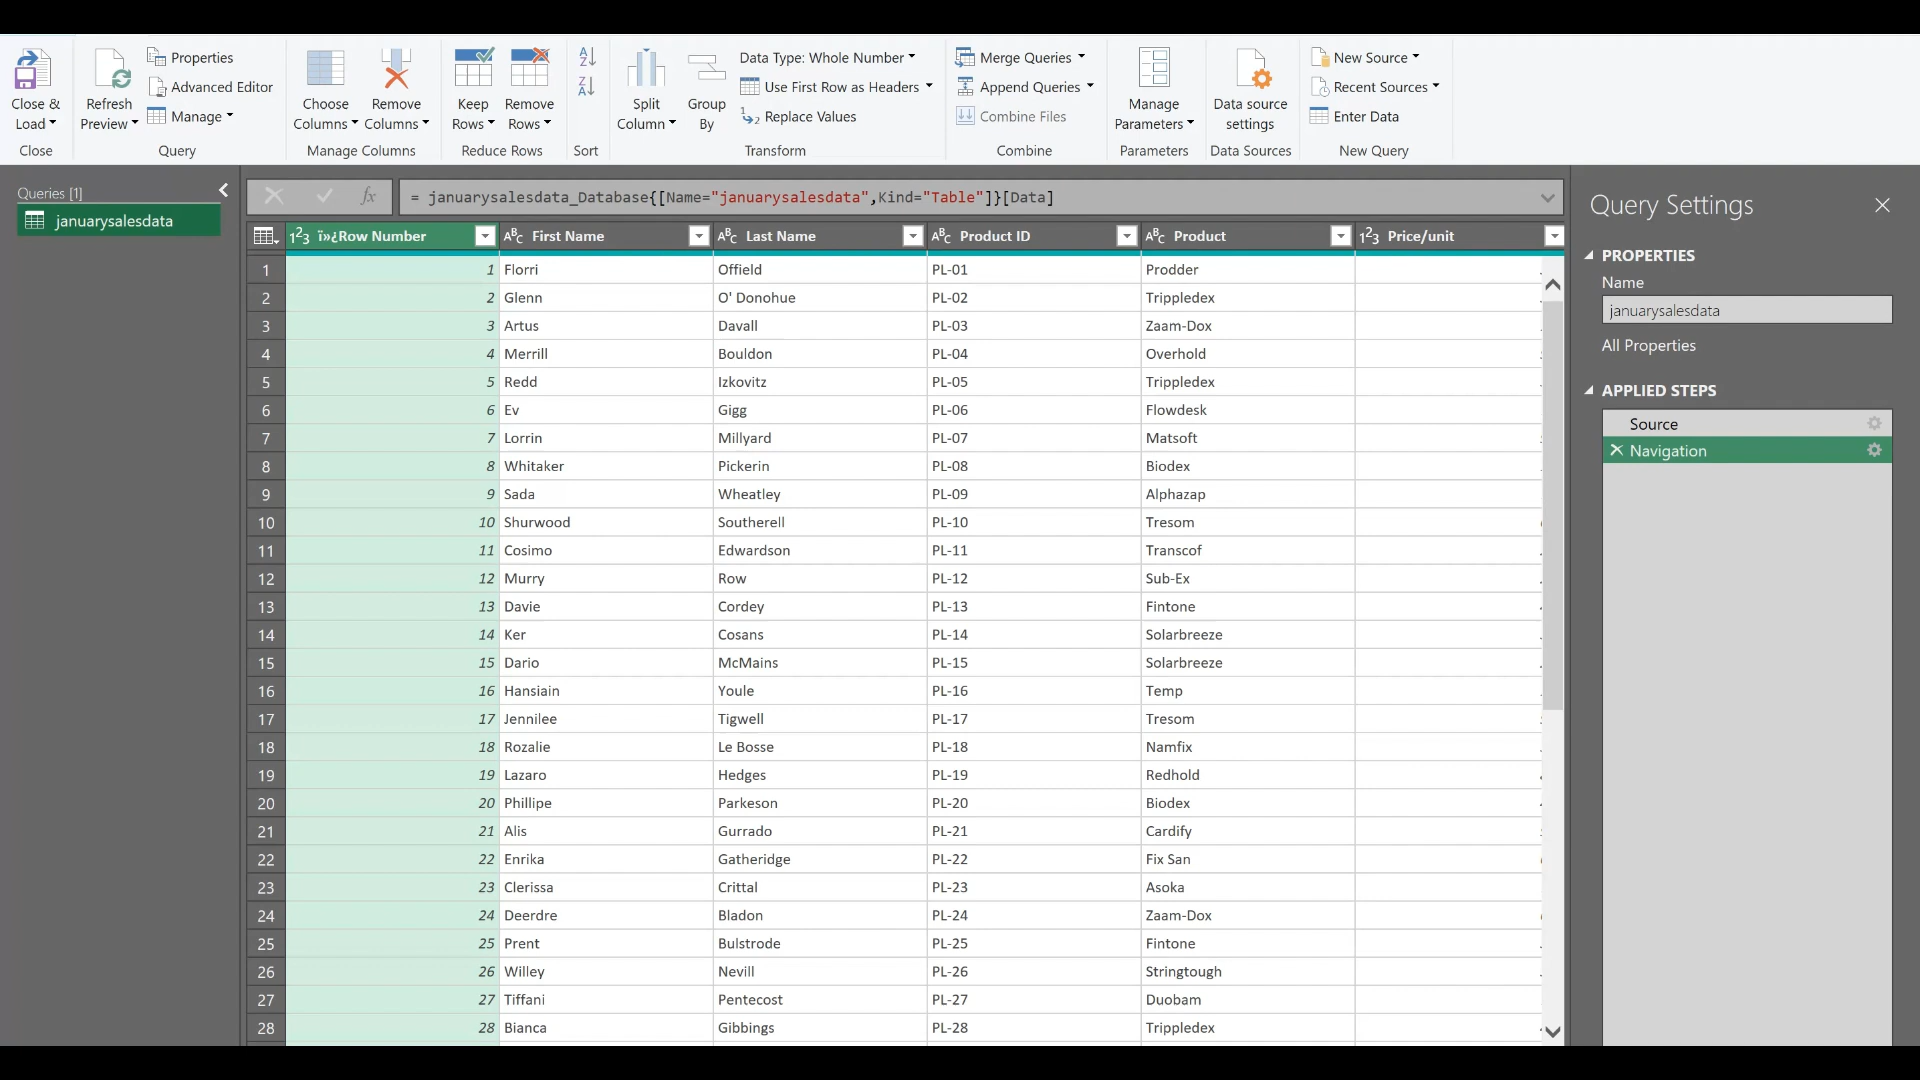 Close & Load
Refresh Preview
Properties
Advanced Editor
Manage
Choose Columns
Remove Columns
Keep Rows
Remove Rows
A
Z
Z
A
Split Column
Group By
Data Type: Whole Number
Use First Row as Headers
1 2 Replace Values
Merge Queries
Append Queries
Combine Files
Manage Parameters
Data source settings
New Source
Recent Sources
Enter Data
Close
Query
Manage Columns
Reduce Rows
Sort
Transform
Combine
Parameters
Data Sources
New Query
Queries [1]
januarysalesdata
fx
= januarysalesdata_Database{[Name="januarysalesdata",Kind="Table"]}[Data]
123 ï»¿Row Number ABC First Name ABC Last Name ABC Product ID ABC Product 123 Price/unit
1 1 Florri Offield PL-01 Prodder
2 2 Glenn O' Donohue PL-02 Trippledex
3 3 Artus Davall PL-03 Zaam-Dox
4 4 Merrill Bouldon PL-04 Overhold
5 5 Redd Izkovitz PL-05 Trippledex
6 6 Ev Gigg PL-06 Flowdesk
7 7 Lorrin Millyard PL-07 Matsoft
8 8 Whitaker Pickerin PL-08 Biodex
9 9 Sada Wheatley PL-09 Alphazap
10 10 Shurwood Southerell PL-10 Tresom
11 11 Cosimo Edwardson PL-11 Transcof
12 12 Murry Row PL-12 Sub-Ex
13 13 Davie Cordey PL-13 Fintone
14 14 Ker Cosans PL-14 Solarbreeze
15 15 Dario McMains PL-15 Solarbreeze
16 16 Hansiain Youle PL-16 Temp
17 17 Jennilee Tigwell PL-17 Tresom
18 18 Rozalie Le Bosse PL-18 Namfix
19 19 Lazaro Hedges PL-19 Redhold
20 20 Phillipe Parkeson PL-20 Biodex
21 21 Alis Gurrado PL-21 Cardify
22 22 Enrika Gatheridge PL-22 Fix San
23 23 Clerissa Crittal PL-23 Asoka
24 24 Deerdre Bladon PL-24 Zaam-Dox
25 25 Prent Bulstrode PL-25 Fintone
26 26 Willey Nevill PL-26 Stringtough
27 27 Tiffani Pentecost PL-27 Duobam
28 28 Bianca Gibbings PL-28 Trippledex
Query Settings
PROPERTIES
Name
januarysalesdata
All Properties
APPLIED STEPS
Source
Navigation